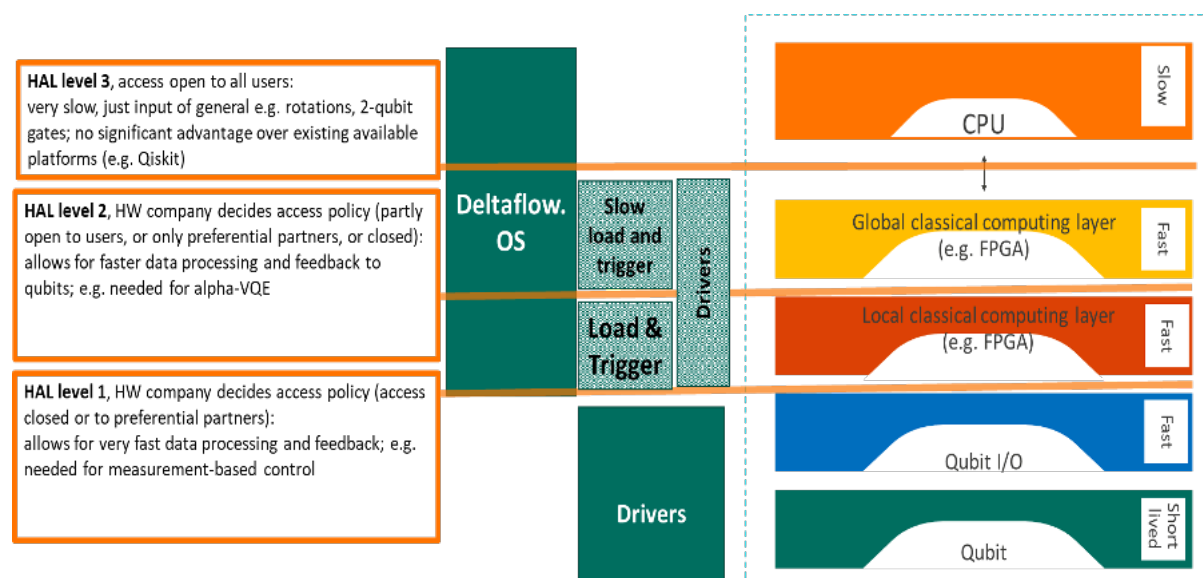 HAL level 3, access open to all users:
very slow, just input of general e.g. rotations, 2-qubit
gates; no significant advantage over existing available
platforms (e.g. Qiskit)
HAL level 2, HW company decides access policy (partly
open to users, or only preferential partners, or closed):
allows for faster data processing and feedback to
qubits; e.g. needed for alpha-VQE
HAL level 1, HW company decides access policy (access
closed or to preferential partners):
allows for very fast data processing and feedback; e.g.
needed for measurement-based control
Deltaflow.
OS
Slow
load and
trigger
Load &
Trigger
Drivers
Drivers
CPU
Slow
Global classical computing layer
(e.g. FPGA)
Fast
Local classical computing layer
(e.g. FPGA)
Fast
Qubit I/O
Fast
Qubit
Short
lived